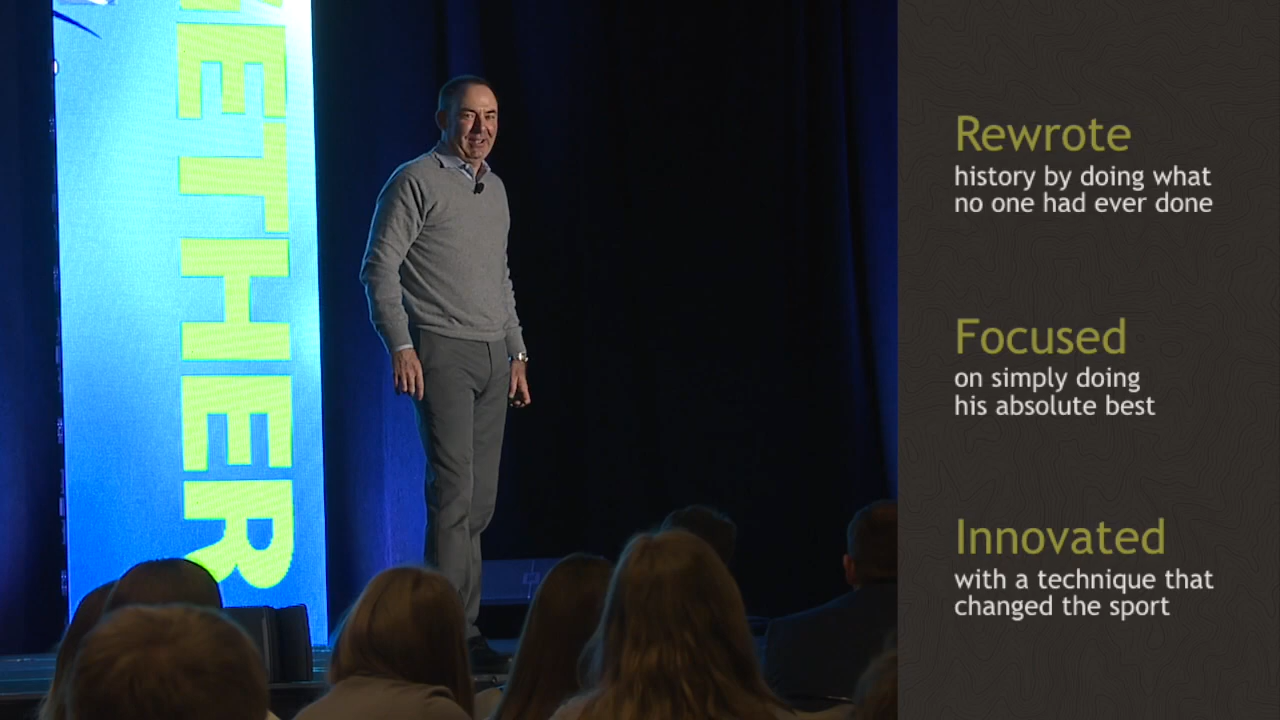 ETHER
Rewrote
history by doing what
no one had ever done
Focused
on simply doing
his absolute best
Innovated
with a technique that
changed the sport